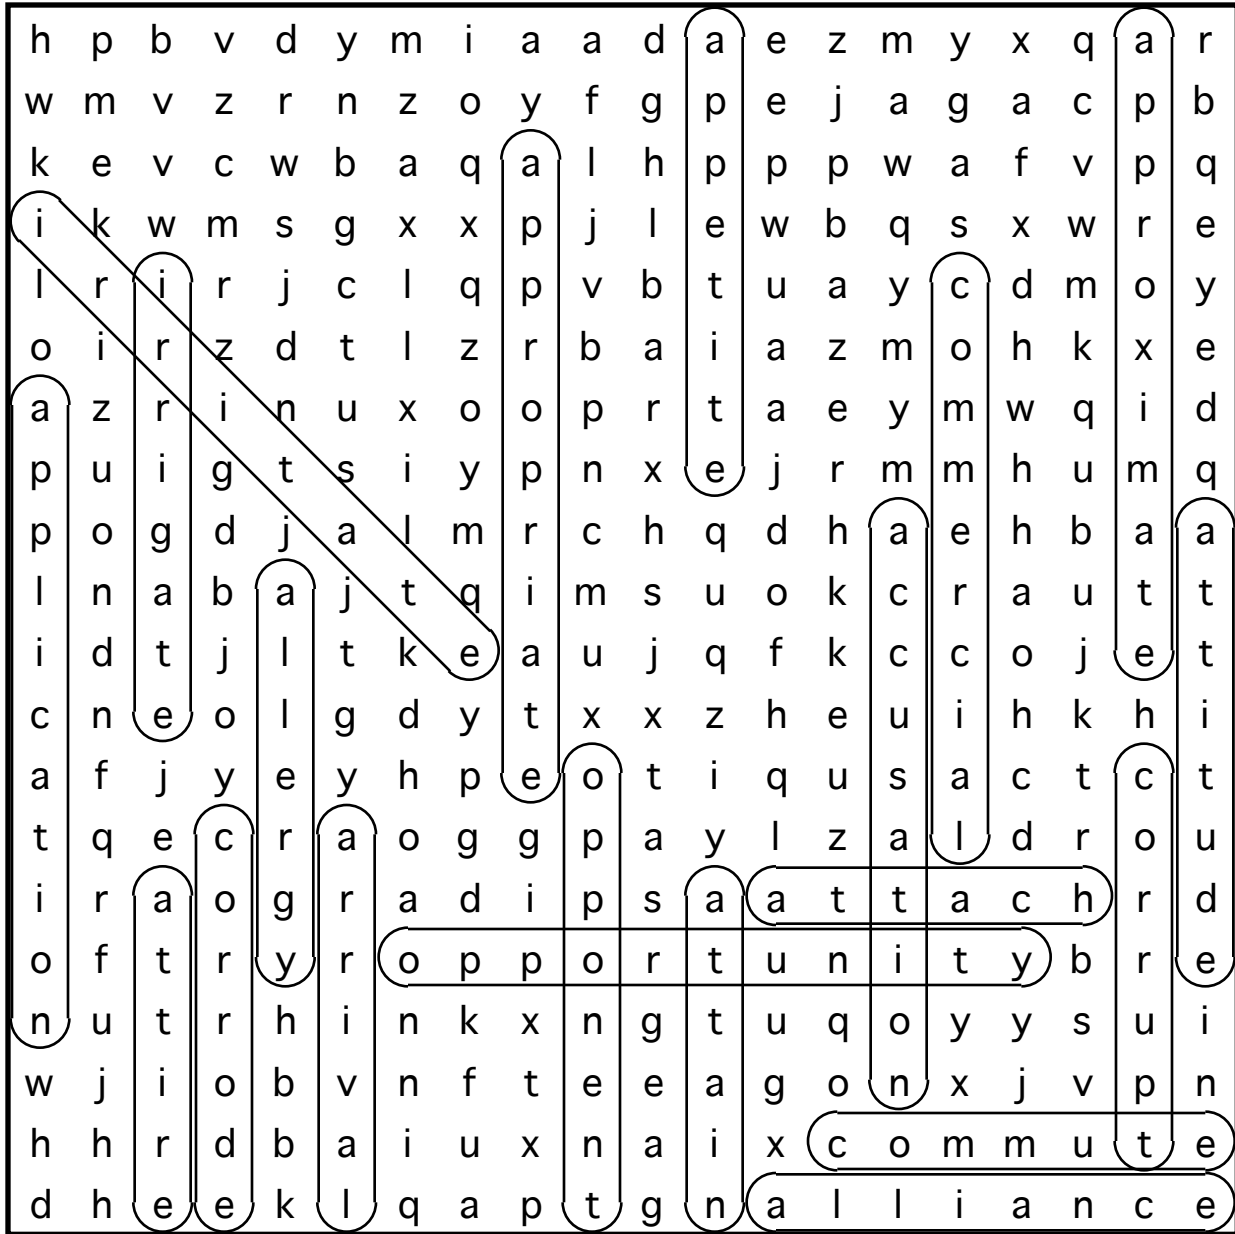 h p b v d y m i a a d a e z m y x q a r
w m v z r n z o y f g p e j a g a c p b
k e v c w b a q a l h p p p w a f v p q
i k w m s g x x p j l e w b q s x w r e
l r i r j c l q p v b t u a y c d m o y
o i r z d t l z r b a i a z m o h k x e
a z r i n u x o o p r t a e y m w q i d
p u i g t s i y p n x e j r m m h u m q
p o g d j a l m r c h q d h a e h b a a
l n a b a j t q i m s u o k c r a u t t
i d t j l t k e a u j q f k c c o j e t
c n e o l g d y t x x z h e u i h k h i
a f j y e y h p e o t i q u s a c t c t
t q e c r a o g g p a y l z a l d r o u
i r a o g r a d i p s a a t t a c h r d
o f t r y r o p p o r t u n i t y b r e
n u t r h i n k x n g t u q o y y s u i
w j i o b v n f t e e a g o n x j v p n
h h r d b a i u x n a i x c o m m u t e
d h e e k l q a p t g n a l l i a n c e